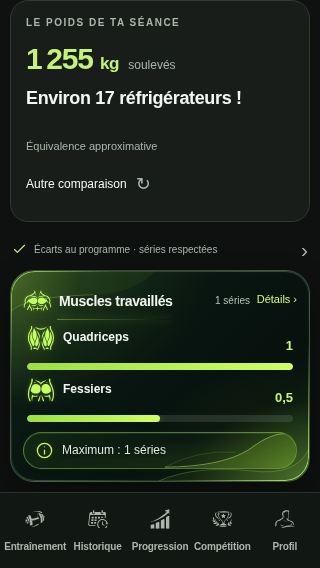 LE POIDS DE TA SÉANCE
1 255 kg soulevés
Environ 17 réfrigérateurs !
Équivalence approximative
Autre comparaison ↻
Écarts au programme · séries respectées ›
Muscles travaillés 1 séries Détails ›
Quadriceps 1
Fessiers 0,5
Maximum : 1 séries
Entraînement Historique Progression Compétition Profil